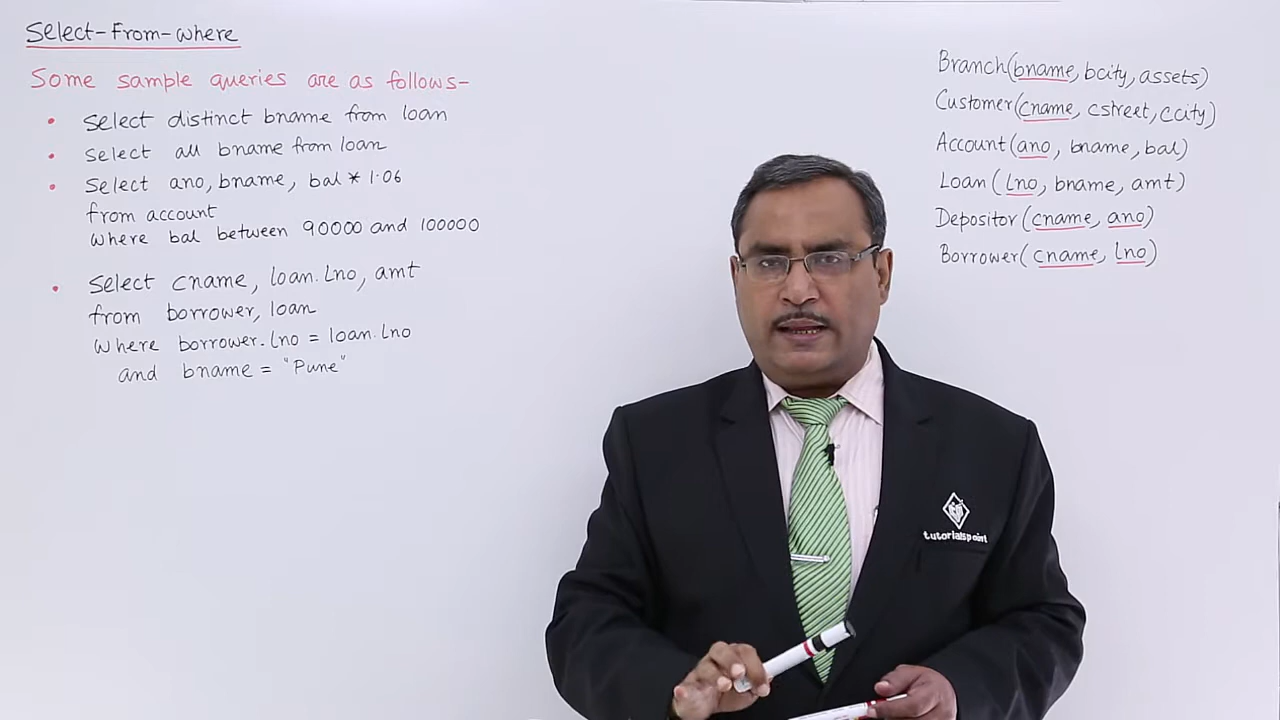 Select-From-where
Some sample queries are as follows-
• Select distinct bname from loan
• Select all bname from loan
• Select ano, bname, bal * 1.06
from account
where bal between 90000 and 100000
• Select cname, loan.lno, amt
from borrower, loan
where borrower.lno = loan.lno
and bname = "Pune"
Branch(bname, bcity, assets)
Customer(cname, cstreet, ccity)
Account(ano, bname, bal)
Loan (lno, bname, amt)
Depositor (cname, ano)
Borrower( cname, lno)
tutorialspoint